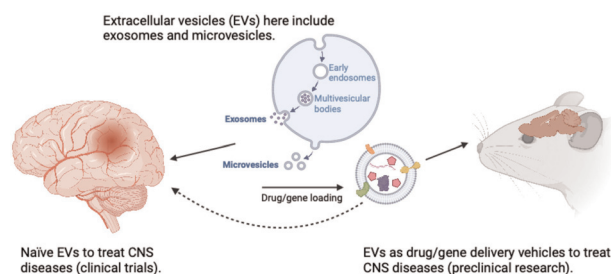 Extracellular vesicles (EVs) here include
exosomes and microvesicles.
Early
endosomes
Multivesicular
bodies
Exosomes
Microvesicles
Drug/gene loading
Naïve EVs to treat CNS
diseases (clinical trials).
EVs as drug/gene delivery vehicles to treat
CNS diseases (preclinical research).